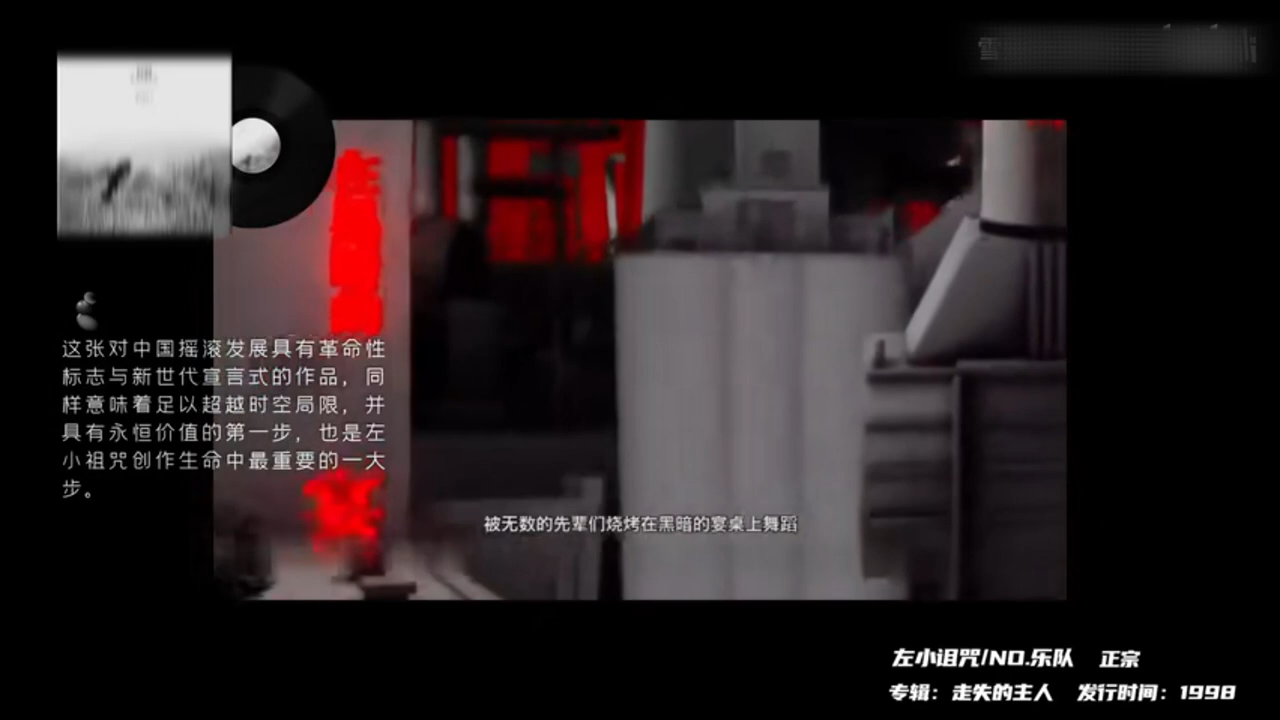 这张对中国摇滚发展具有革命性
标志与新世代宣言式的作品，同
样意味着足以超越时空局限，并
具有永恒价值的第一步，也是左
小祖咒创作生命中最重要的一大
步。
被无数的先辈们烧烤在黑暗的宴桌上舞蹈
左小诅咒/NO.乐队 正宗
专辑：走失的主人 发行时间：1998